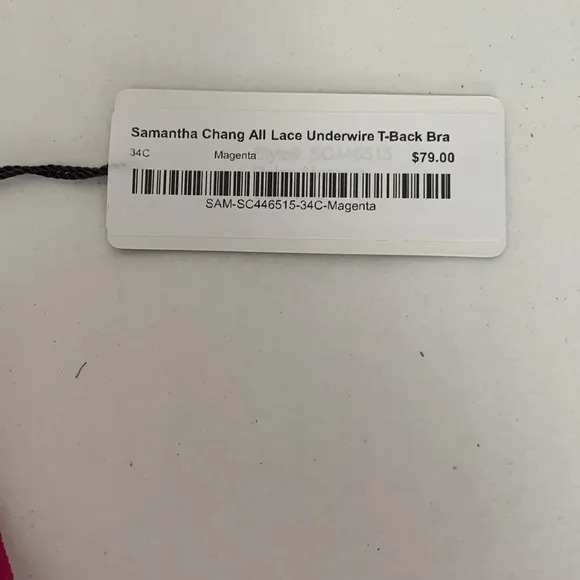 Samantha Chang All Lace Underwire T-Back Bra
34C Magenta $79.00
SAM-SC446515-34C-Magenta